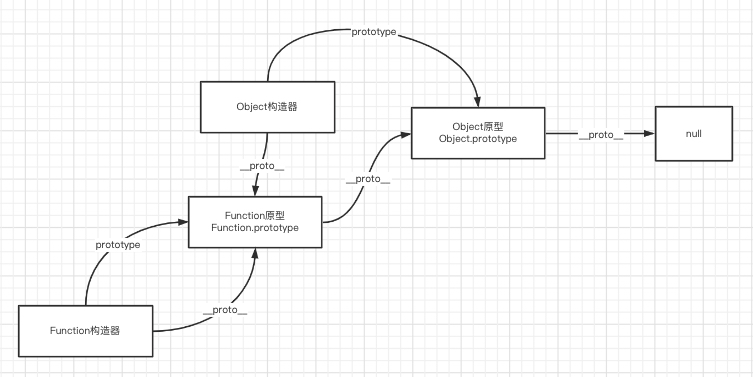 prototype
Object构造器
Object原型
Object.prototype
__proto__
null
__proto__
__proto__
Function原型
Function.prototype
prototype
__proto__
Function构造器